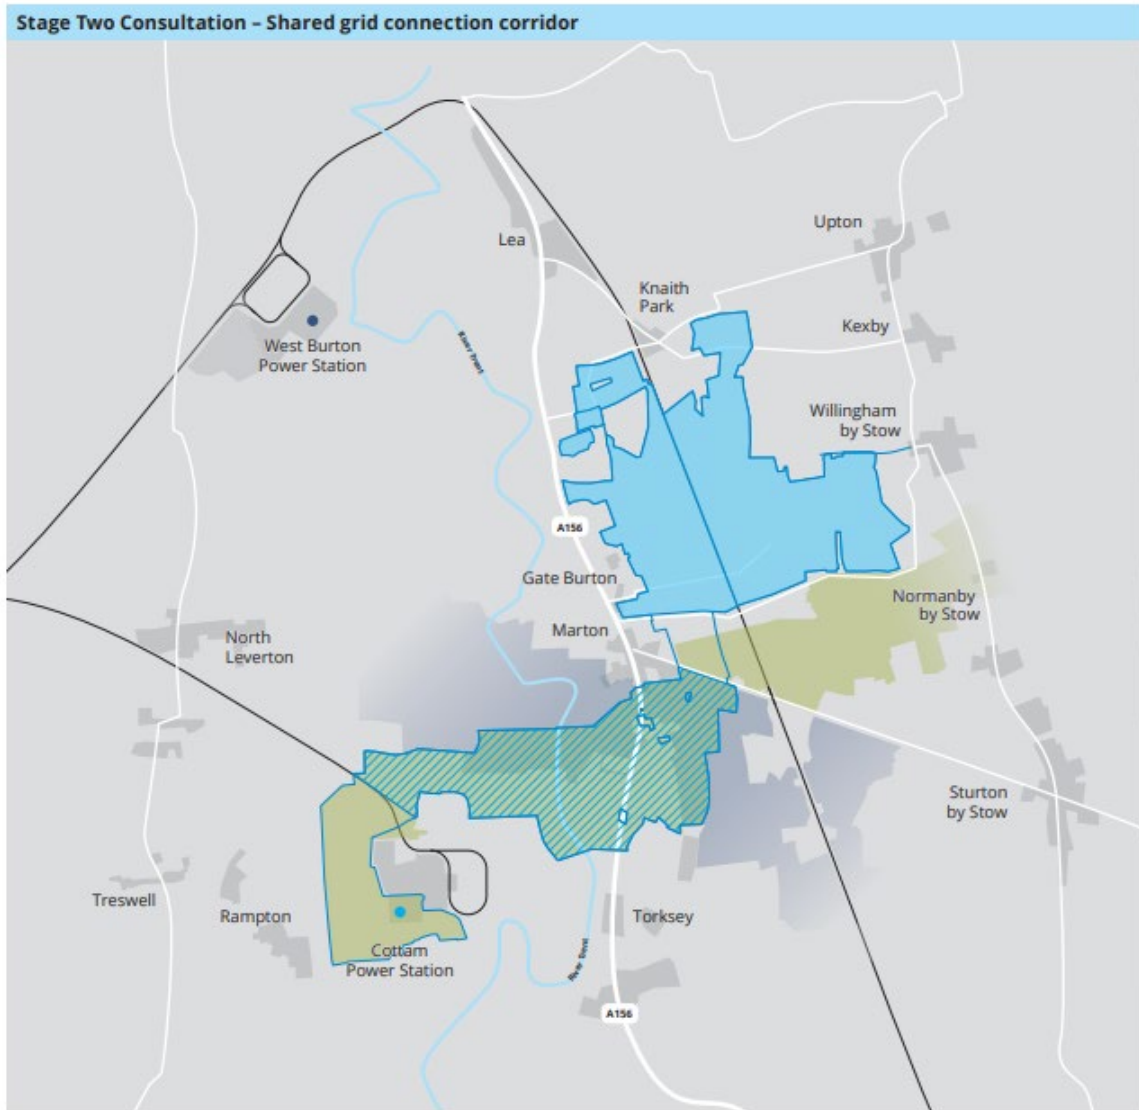 Stage Two Consultation – Shared grid connection corridor
Upton
Lea
Knaith
Park
Kexby
River Trent
West Burton
Power Station
Willingham
by Stow
A156
Gate Burton
Normanby
by Stow
Marton
North
Leverton
Sturton
by Stow
Treswell
Rampton
Torksey
Cottam
Power Station
River Trent
A156